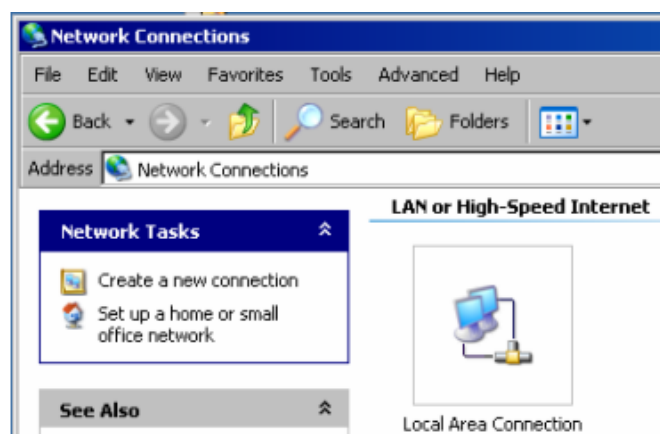 Network Connections
File Edit View Favorites Tools Advanced Help
Back Search Folders
Address Network Connections
Network Tasks
Create a new connection
Set up a home or small
office network
See Also
LAN or High-Speed Internet
Local Area Connection